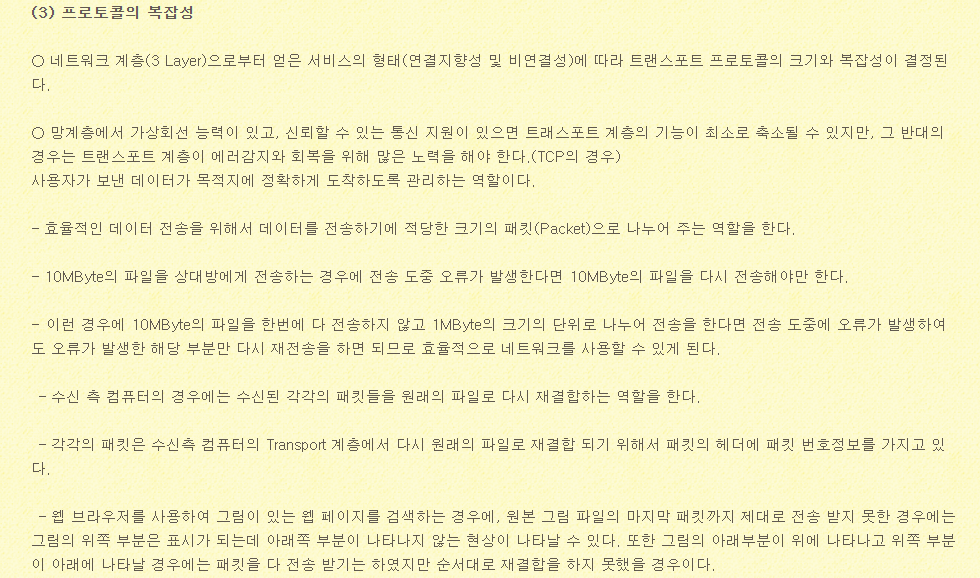 (3) 프로토콜의 복잡성
○ 네트워크 계층(3 Layer)으로부터 얻은 서비스의 형태(연결지향성 및 비연결성)에 따라 트랜스포트 프로토콜의 크기와 복잡성이 결정된
다.
○ 망계층에서 가상회선 능력이 있고, 신뢰할 수 있는 통신 지원이 있으면 트래스포트 계층의 기능이 최소로 축소될 수 있지만, 그 반대의
경우는 트랜스포트 계층이 에러감지와 회복을 위해 많은 노력을 해야 한다.(TCP의 경우)
사용자가 보낸 데이터가 목적지에 정확하게 도착하도록 관리하는 역할이다.
- 효율적인 데이터 전송을 위해서 데이터를 전송하기에 적당한 크기의 패킷(Packet)으로 나누어 주는 역할을 한다.
- 10MByte의 파일을 상대방에게 전송하는 경우에 전송 도중 오류가 발생한다면 10MByte의 파일을 다시 전송해야만 한다.
- 이런 경우에 10MByte의 파일을 한번에 다 전송하지 않고 1MByte의 크기의 단위로 나누어 전송을 한다면 전송 도중에 오류가 발생하여
도 오류가 발생한 해당 부분만 다시 재전송을 하면 되므로 효율적으로 네트워크를 사용할 수 있게 된다.
- 수신 측 컴퓨터의 경우에는 수신된 각각의 패킷들을 원래의 파일로 다시 재결합하는 역할을 한다.
- 각각의 패킷은 수신측 컴퓨터의 Transport 계층에서 다시 원래의 파일로 재결합 되기 위해서 패킷의 헤더에 패킷 번호정보를 가지고 있
다.
- 웹 브라우저를 사용하여 그림이 있는 웹 페이지를 검색하는 경우에, 원본 그림 파일의 마지막 패킷까지 제대로 전송 받지 못한 경우에는
그림의 위쪽 부분은 표시가 되는데 아래쪽 부분이 나타나지 않는 현상이 나타날 수 있다. 또한 그림의 아래부분이 위에 나타나고 위쪽 부분
이 아래에 나타날 경우에는 패킷을 다 전송 받기는 하였지만 순서대로 재결합을 하지 못했을 경우이다.